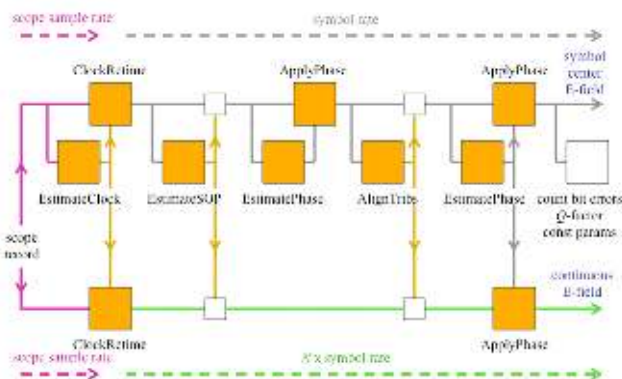 scope sample rate
symbol rate
ClockRetime
ApplyPhase
ApplyPhase
symbol
center
E-field
EstimateClock
EstimateSOP
EstimatePhase
AlignTribs
EstimatePhase
count bit errors
Q-factor
const params
scope
record
continuous
E-field
ClockRetime
ApplyPhase
scope sample rate
x symbol rate